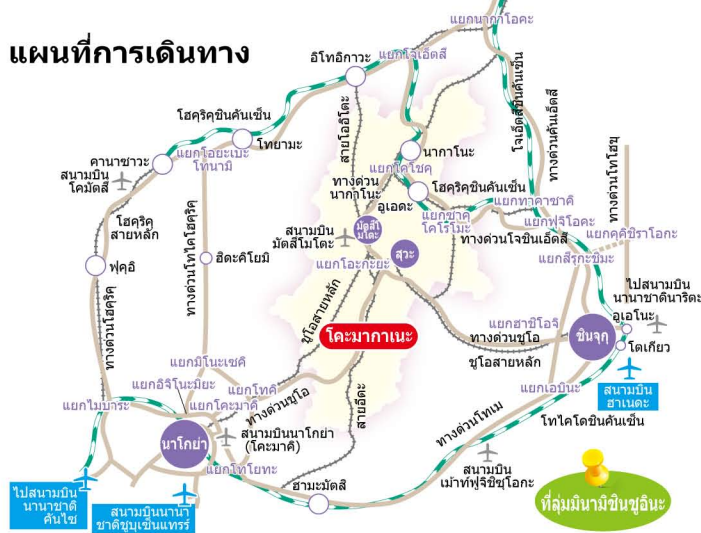 แผนที่การเดินทาง
แยกนากาโอคะ
แยกโจเอ็ตสึ
อิโทอิกาวะ
โฮคุริคุชินคันเซ็น
โทยามะ
แยกโอยะเบะ
โทนามิ
คานาซาวะ
สนามบิน
โคมัตสึ
สายโออิโตะ
นากาโนะ
แยกโคโชคุ
ทางด่วน
นากาโนะ
อูเอดะ
โฮคุริคุชินคันเซ็น
โจเอ็ตสึชินคันเซ็น
ทางด่วนคันเอ็ตสึ
ทางด่วนโทโฮขุ
แยกทาคาซาคิ
แยกฟุจิโอคะ
แยกซาคุ
โคโรโมะ
ทางด่วนโจชินเอ็ตสึ
แยกคุคิชิราโอกะ
แยกสึรุกะชิมะ
โฮคุริคุ
สายหลัก
ฟุคุอิ
ทางด่วนโฮคุริคุ
ฮิดะคิโยมิ
ทางด่วนโทไคโฮคุริคุ
สนามบิน
มัตสึโมโตะ
มัตสึโ
มโตะ
สุวะ
แยกโอะกะยะ
ชูโอสายหลัก
โคะมากาเนะ
แยกฮาชิโอจิ
ทางด่วนชูโอ
ชูโอสายหลัก
ไปสนามบิน
นานาชาตินาริตะ
อูเอโนะ
ชินจุกุ
โตเกียว
แยกเอบินะ
สนามบิน
ฮาเนดะ
โทไคโดชินคันเซ็น
แยกมิโนะเซคิ
แยกอิจิโนะมิยะ
แยกไมบาระ
แยกโคะมาคิ
แยกโทคิ
ทางด่วนชูโอ
สายอีดะ
ทางด่วนโทเม
นาโกย่า
สนามบินนาโกย่า
(โคะมาคิ)
แยกโทโยทะ
ฮามะมัตสึ
สนามบิน
เม้าท์ฟุจิชิซุโอกะ
ไปสนามบิน
นานาชาติ
คันไซ
สนามบินนานา
ชาติชูบุเซ็นแทรร์
ที่ลุ่มมินามิชินชูอินะ